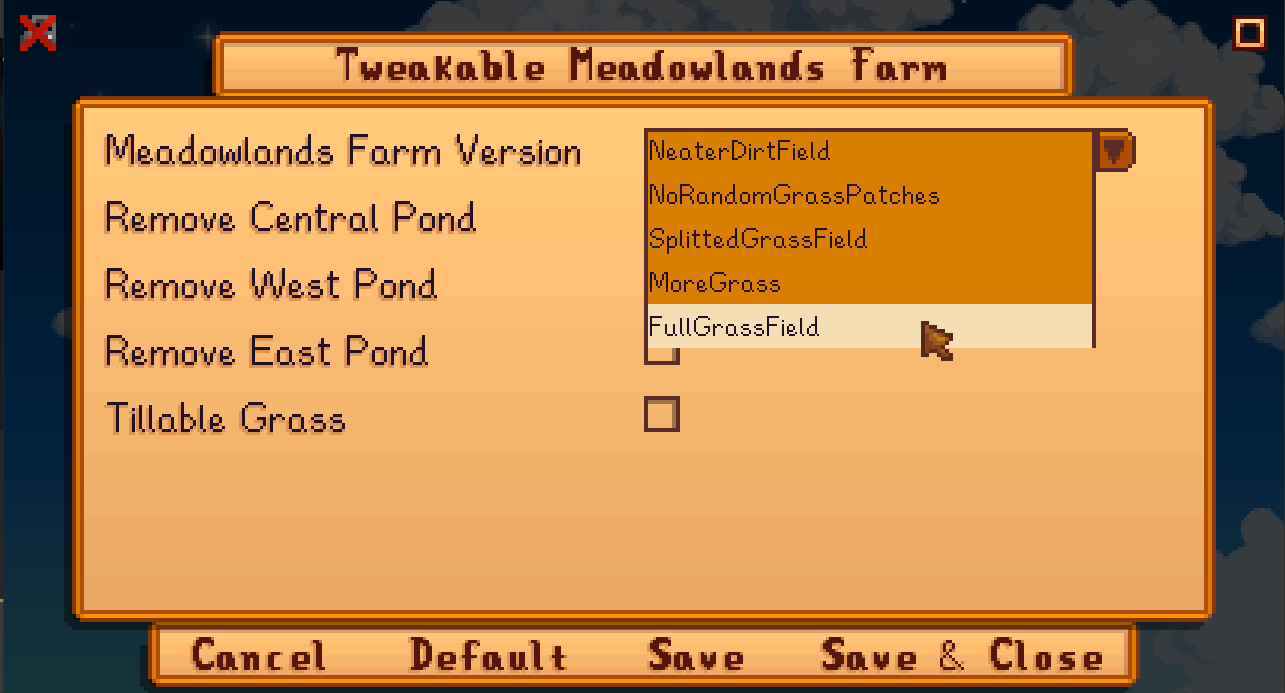 Tweakable Meadowlands Farm
Meadowlands Farm Version
NeaterDirtField
NoRandomGrassPatches
Remove Central Pond
SplittedGrassField
Remove West Pond
MoreGrass
FullGrassField
Remove East Pond
Tillable Grass
Cancel Default Save Save & Close